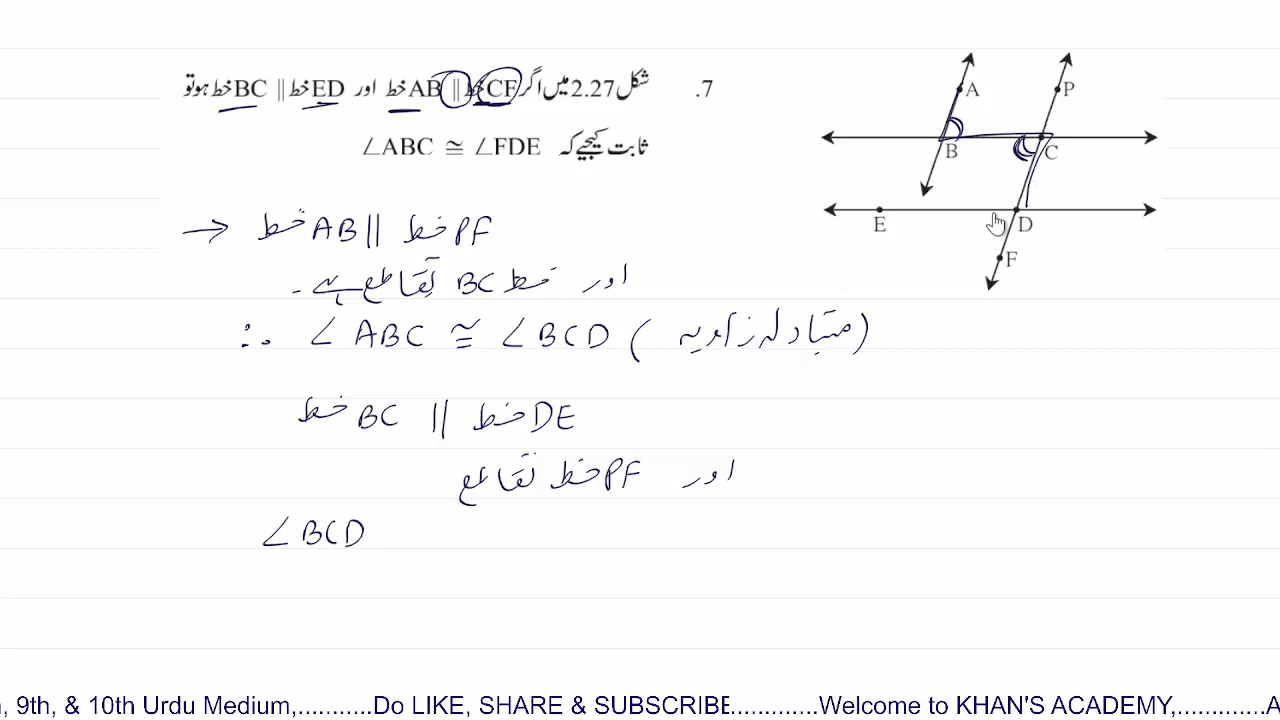 7. شکل 2.27 میں اگر خط CF || خط AB اور خط ED || خط BC ہو تو
ثابت کیجیے کہ ∠ABC ≅ ∠FDE
A
P
B
C
E
D
F
→ خط AB || خط PF
اور خط BC تقاطع ہے۔
∴ ∠ABC ≅ ∠BCD (متبادلہ زاویہ)
خط BC || خط DE
اور خط PF تقاطع
∠BCD
, 9th, & 10th Urdu Medium,...........Do LIKE, SHARE & SUBSCRIBE.............Welcome to KHAN'S ACADEMY,............